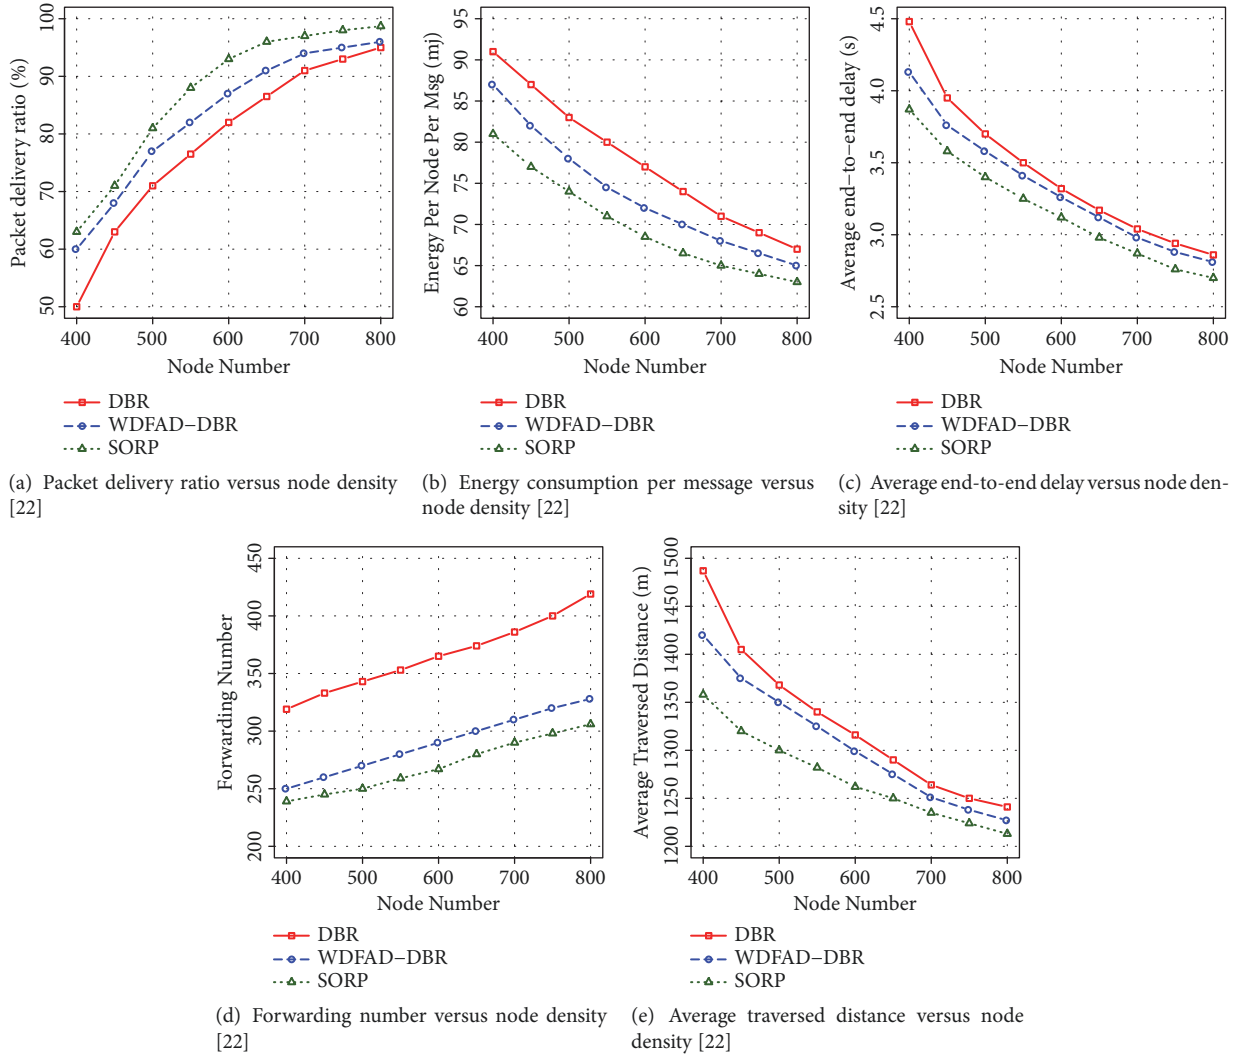 Packet delivery ratio (%)
100
90
80
70
60
50
400 500 600 700 800
Node Number
DBR
WDFAD−DBR
SORP
(a) Packet delivery ratio versus node density
[22]
Energy Per Node Per Msg (mj)
90
85
80
75
70
65
60
400 500 600 700 800
Node Number
DBR
WDFAD−DBR
SORP
(b) Energy consumption per message versus
node density [22]
Average end−to−end delay (s)
4.5
4.0
3.5
3.0
2.5
400 500 600 700 800
Node Number
DBR
WDFAD−DBR
SORP
(c) Average end-to-end delay versus node den-
sity [22]
Forwarding Number
450
400
350
300
250
200
400 500 600 700 800
Node Number
DBR
WDFAD−DBR
SORP
(d) Forwarding number versus node density
[22]
Average Traversed Distance (m)
1500
1450
1400
1350
1300
1250
1200
400 500 600 700 800
Node Number
DBR
WDFAD−DBR
SORP
(e) Average traversed distance versus node
density [22]